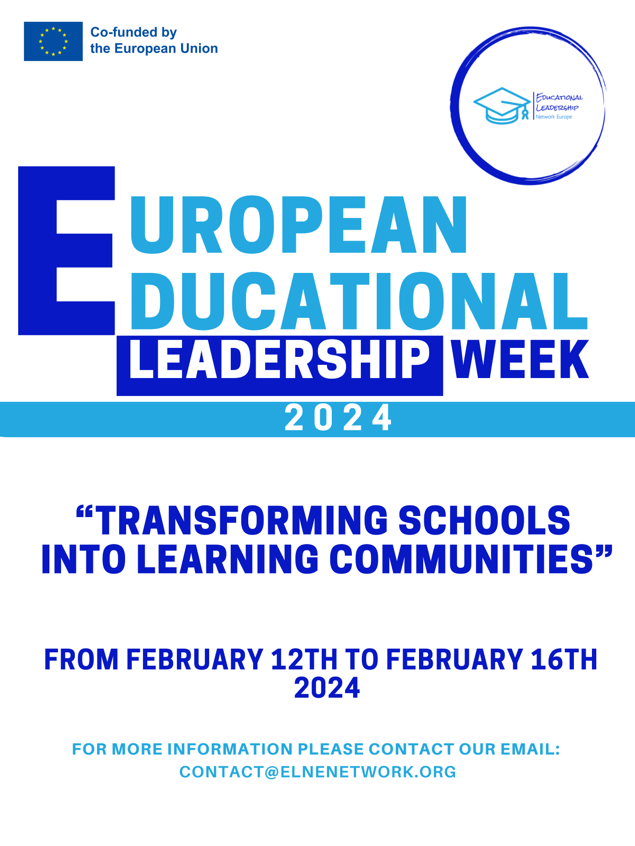 Co-funded by
the European Union
Educational
Leadership
Network Europe
EUROPEAN
EDUCATIONAL
LEADERSHIP WEEK
2024
“TRANSFORMING SCHOOLS
INTO LEARNING COMMUNITIES”
FROM FEBRUARY 12TH TO FEBRUARY 16TH
2024
FOR MORE INFORMATION PLEASE CONTACT OUR EMAIL:
CONTACT@ELNENETWORK.ORG